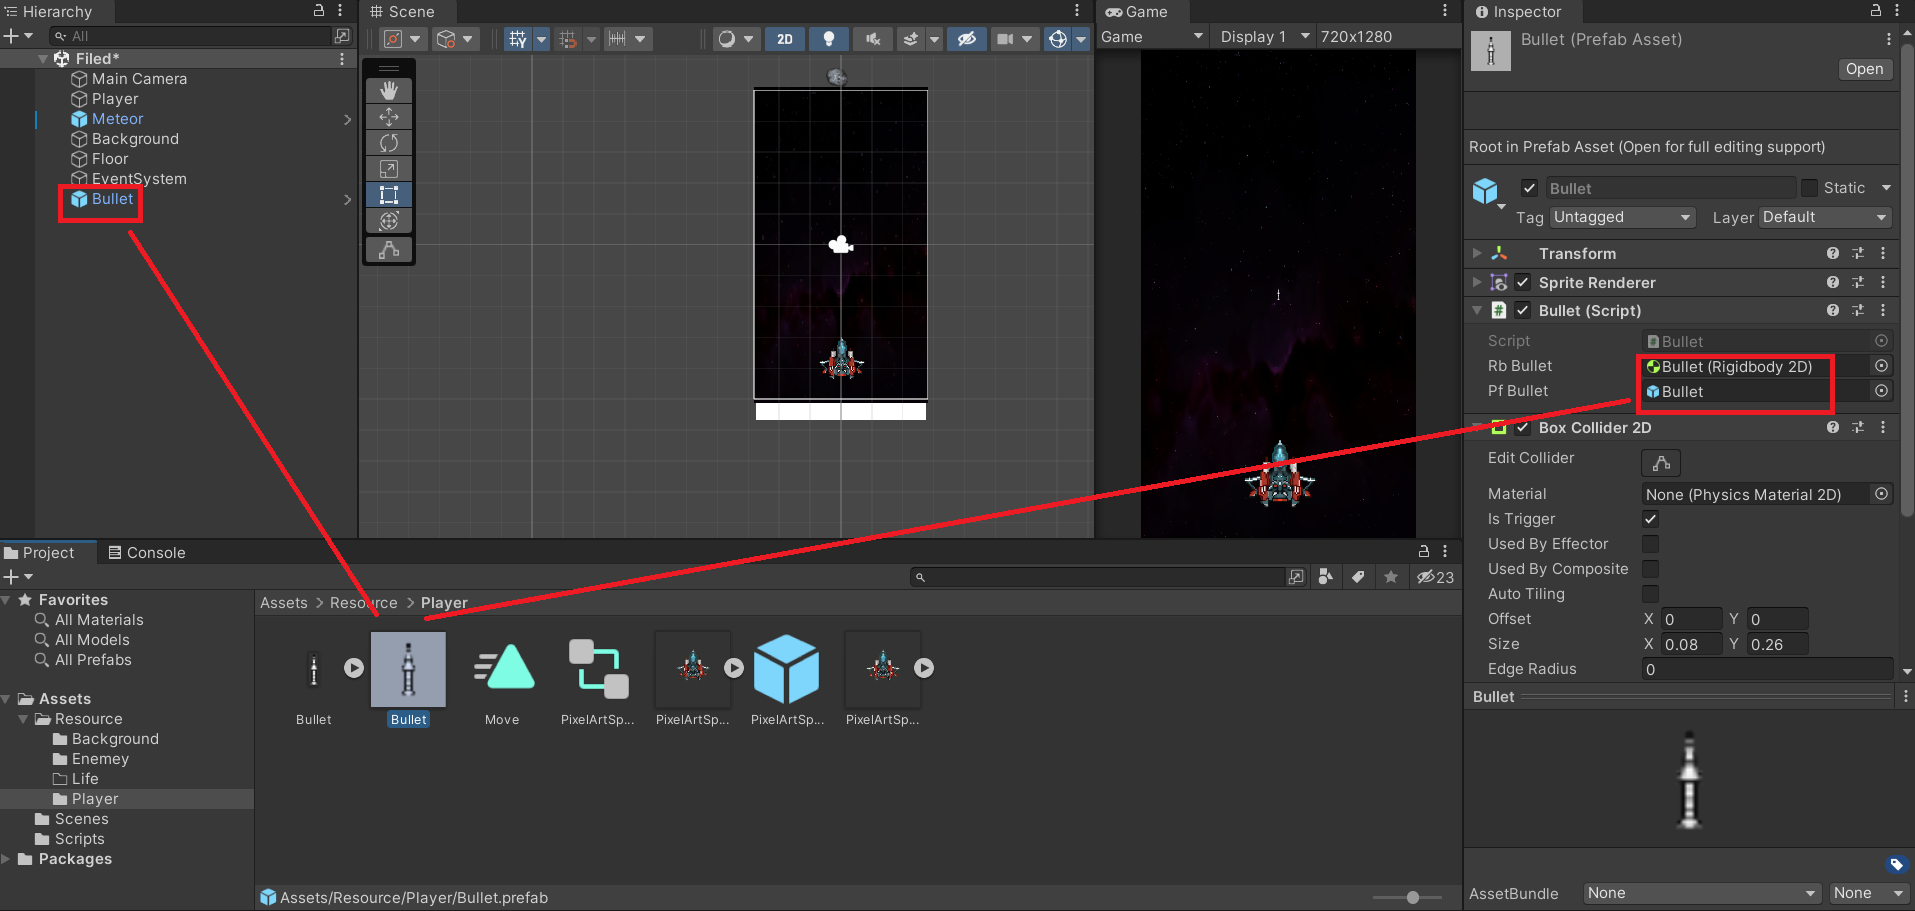 Hierarchy
All
Filed*
Main Camera
Player
Meteor
Background
Floor
EventSystem
Bullet
Scene
2D
Game
Game
Display 1
720x1280
Inspector
Bullet (Prefab Asset)
Open
Root in Prefab Asset (Open for full editing support)
Bullet
Static
Tag
Untagged
Layer
Default
Transform
Sprite Renderer
Bullet (Script)
Script
Bullet
Rb Bullet
Bullet (Rigidbody 2D)
Pf Bullet
Bullet
Box Collider 2D
Edit Collider
Material
None (Physics Material 2D)
Is Trigger
Used By Effector
Used By Composite
Auto Tiling
Offset
X 0
Y 0
Size
X 0.08
Y 0.26
Edge Radius
0
Bullet
AssetBundle
None
None
Project
Console
23
Favorites
All Materials
All Models
All Prefabs
Assets
Resource
Background
Enemey
Life
Player
Scenes
Scripts
Packages
Assets > Resource > Player
Bullet
Bullet
Move
PixelArtSp...
PixelArtSp...
PixelArtSp...
PixelArtSp...
Assets/Resource/Player/Bullet.prefab